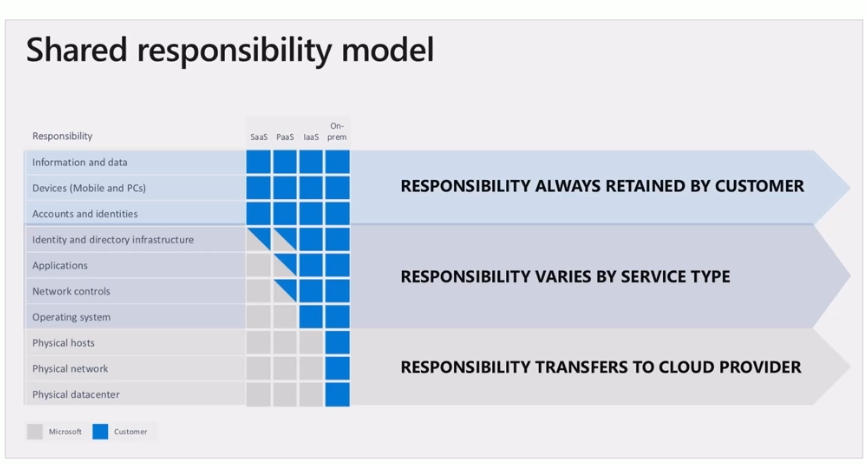 Shared responsibility model
Responsibility
SaaS PaaS IaaS On-
prem
Information and data
Devices (Mobile and PCs)
Accounts and identities
RESPONSIBILITY ALWAYS RETAINED BY CUSTOMER
Identity and directory infrastructure
Applications
Network controls
Operating system
RESPONSIBILITY VARIES BY SERVICE TYPE
Physical hosts
Physical network
Physical datacenter
RESPONSIBILITY TRANSFERS TO CLOUD PROVIDER
Microsoft Customer